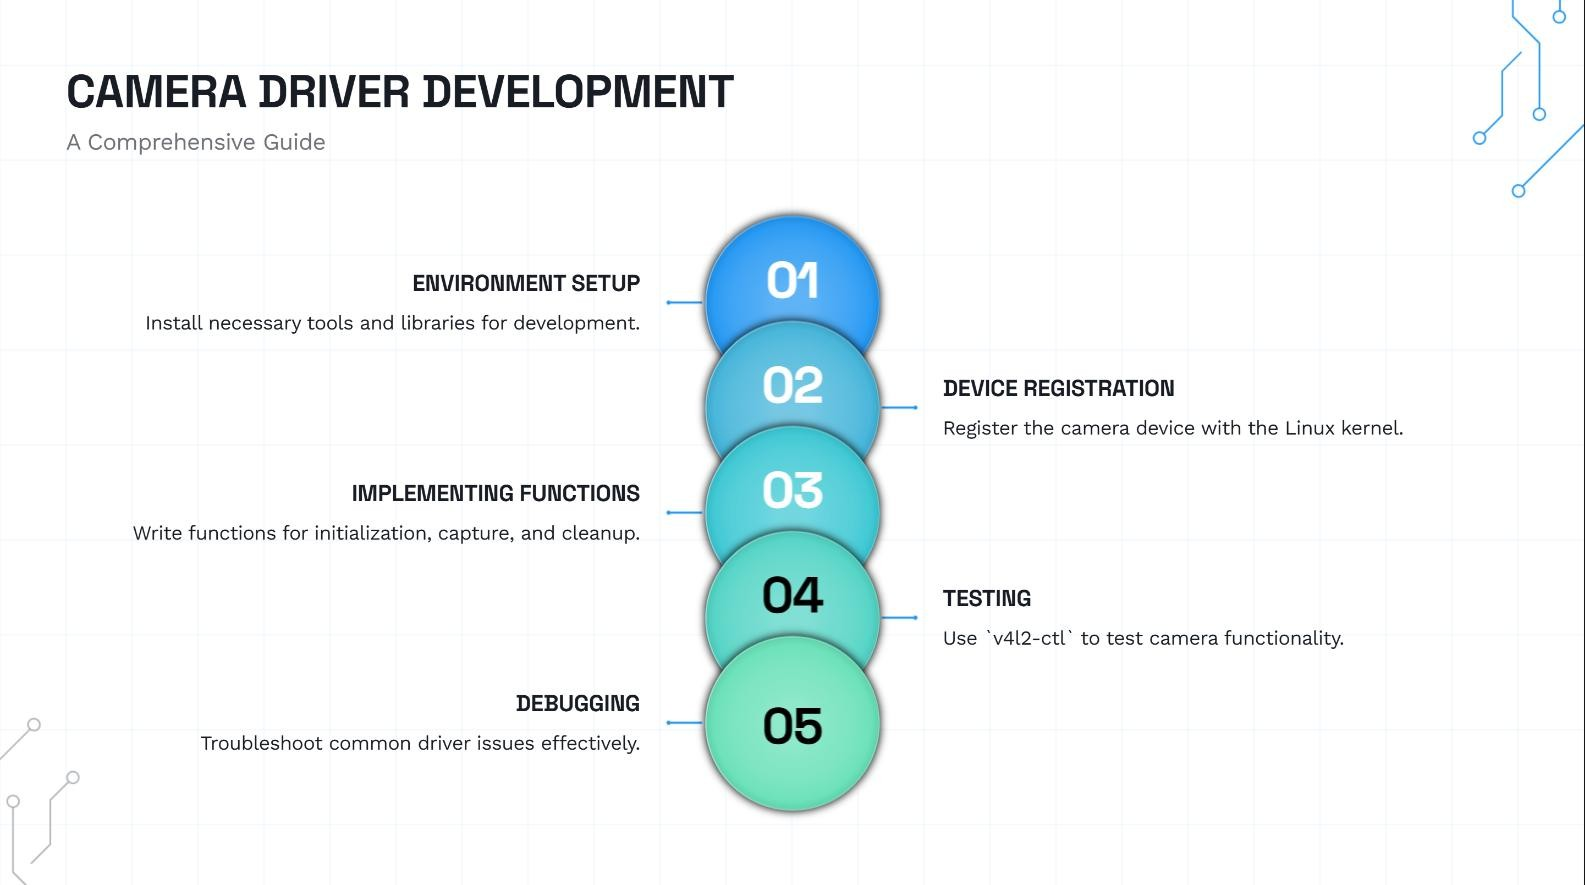 CAMERA DRIVER DEVELOPMENT
A Comprehensive Guide
01
ENVIRONMENT SETUP
Install necessary tools and libraries for development.
02
DEVICE REGISTRATION
Register the camera device with the Linux kernel.
03
IMPLEMENTING FUNCTIONS
Write functions for initialization, capture, and cleanup.
04
TESTING
Use `v4l2-ctl` to test camera functionality.
05
DEBUGGING
Troubleshoot common driver issues effectively.